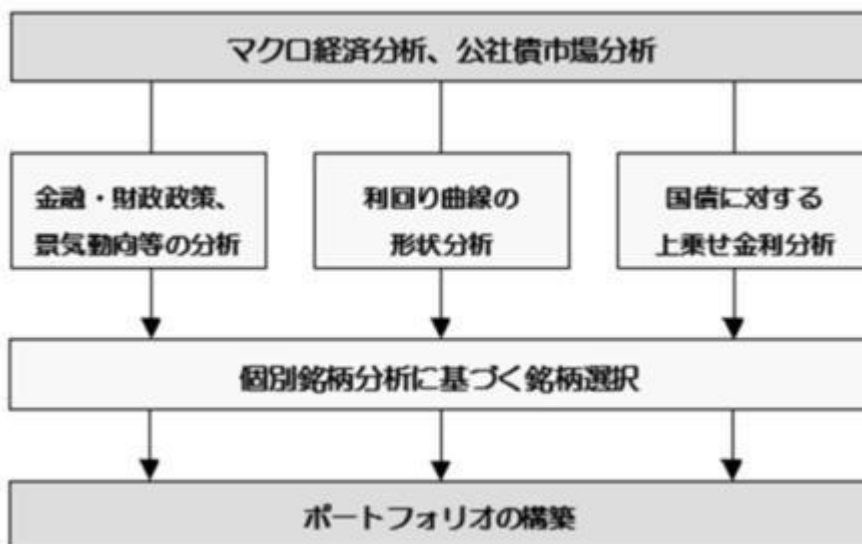 マクロ経済分析、公社債市場分析
金融・財政政策、
景気動向等の分析
利回り曲線の
形状分析
国債に対する
上乗せ金利分析
個別銘柄分析に基づく銘柄選択
ポートフォリオの構築